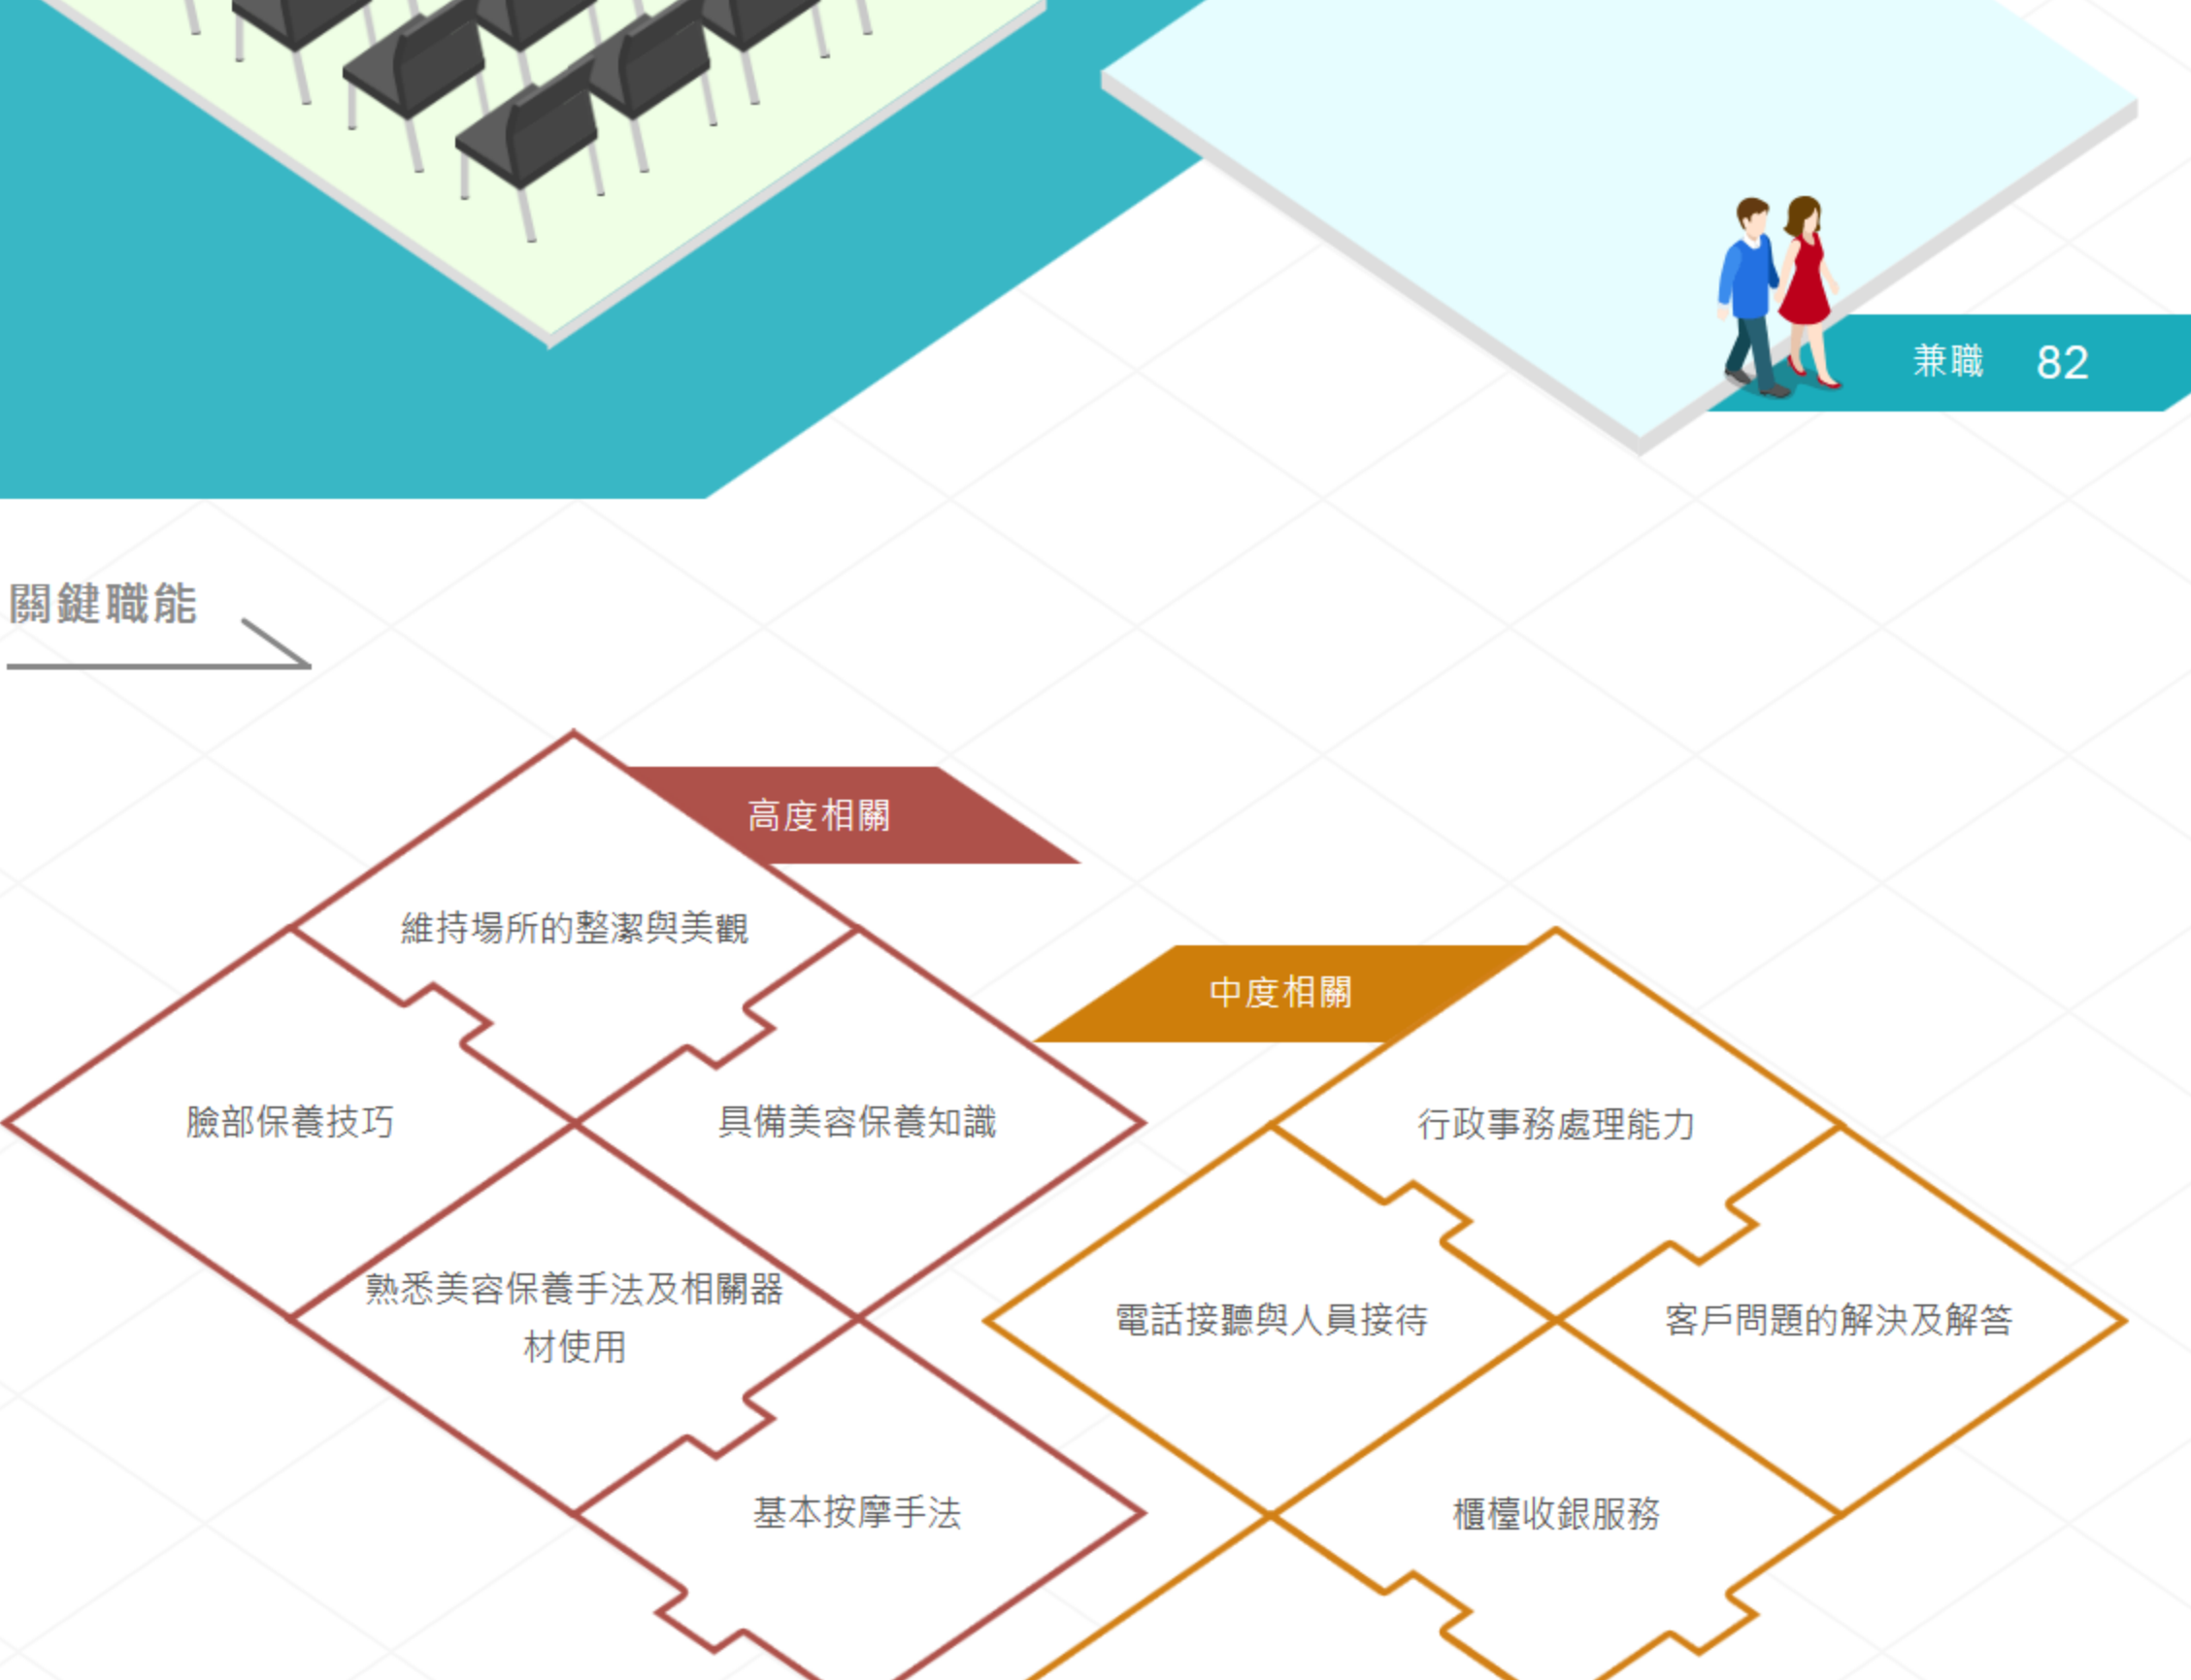 兼職 82
關鍵職能
高度相關
維持場所的整潔與美觀
臉部保養技巧
具備美容保養知識
熟悉美容保養手法及相關器
材使用
基本按摩手法
中度相關
行政事務處理能力
電話接聽與人員接待
客戶問題的解決及解答
櫃檯收銀服務